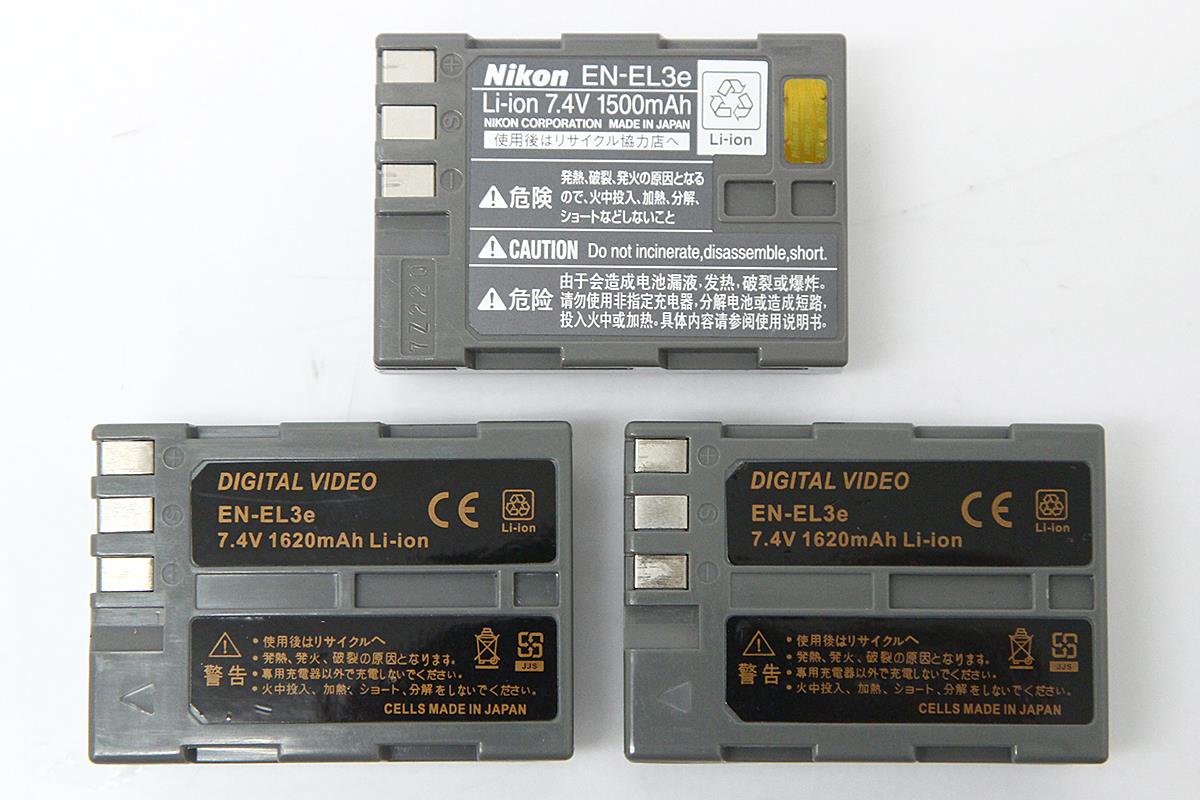 Nikon EN-EL3e
Li-ion 7.4V 1500mAh
NIKON CORPORATION MADE IN JAPAN
使用後はリサイクル協力店へ
Li-ion
危険
発熱、破裂、発火の原因となる
ので、火中投入、加熱、分解、
ショートなどしないこと
CAUTION Do not incinerate,disassemble,short.
危险
由于会造成电池漏液,发热,破裂或爆炸。
请勿使用非指定充电器,分解电池或造成短路,
投入火中或加热。具体内容请参阅使用说明书。
7Z220
DIGITAL VIDEO
EN-EL3e
7.4V 1620mAh Li-ion
CE
Li-ion
警告
• 使用後はリサイクルへ
• 発熱、発火、破裂の原因となります。
• 専用充電器以外で充電しないでください。
• 火中投入、加熱、ショート、分解をしないでください。
JJS
CELLS MADE IN JAPAN
DIGITAL VIDEO
EN-EL3e
7.4V 1620mAh Li-ion
CE
Li-ion
警告
• 使用後はリサイクルへ
• 発熱、発火、破裂の原因となります。
• 専用充電器以外で充電しないでください。
• 火中投入、加熱、ショート、分解をしないでください。
JJS
CELLS MADE IN JAPAN